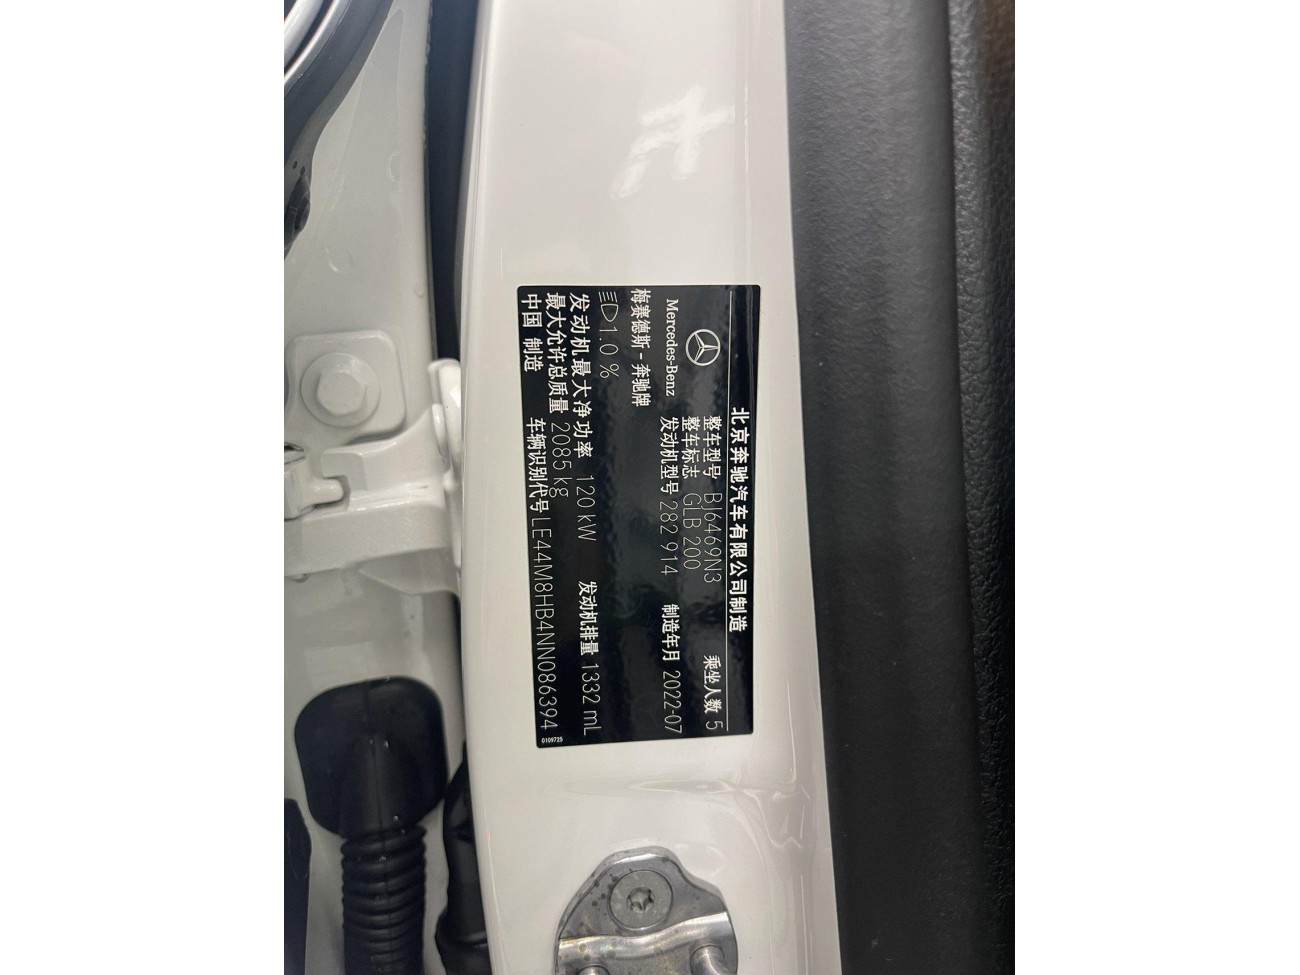 北京奔驰汽车有限公司制造
整车型号 BJ6469N3 乘坐人数 5
整车标志 GLB 200
Mercedes-Benz 发动机型号 282 914 制造年月 2022-07
梅赛德斯-奔驰牌
1.0 %
发动机最大净功率 120 kW 发动机排量 1332 mL
最大允许总质量 2085 kg
中国 制造 车辆识别代号 LE44M8HB4NN086394
0109725